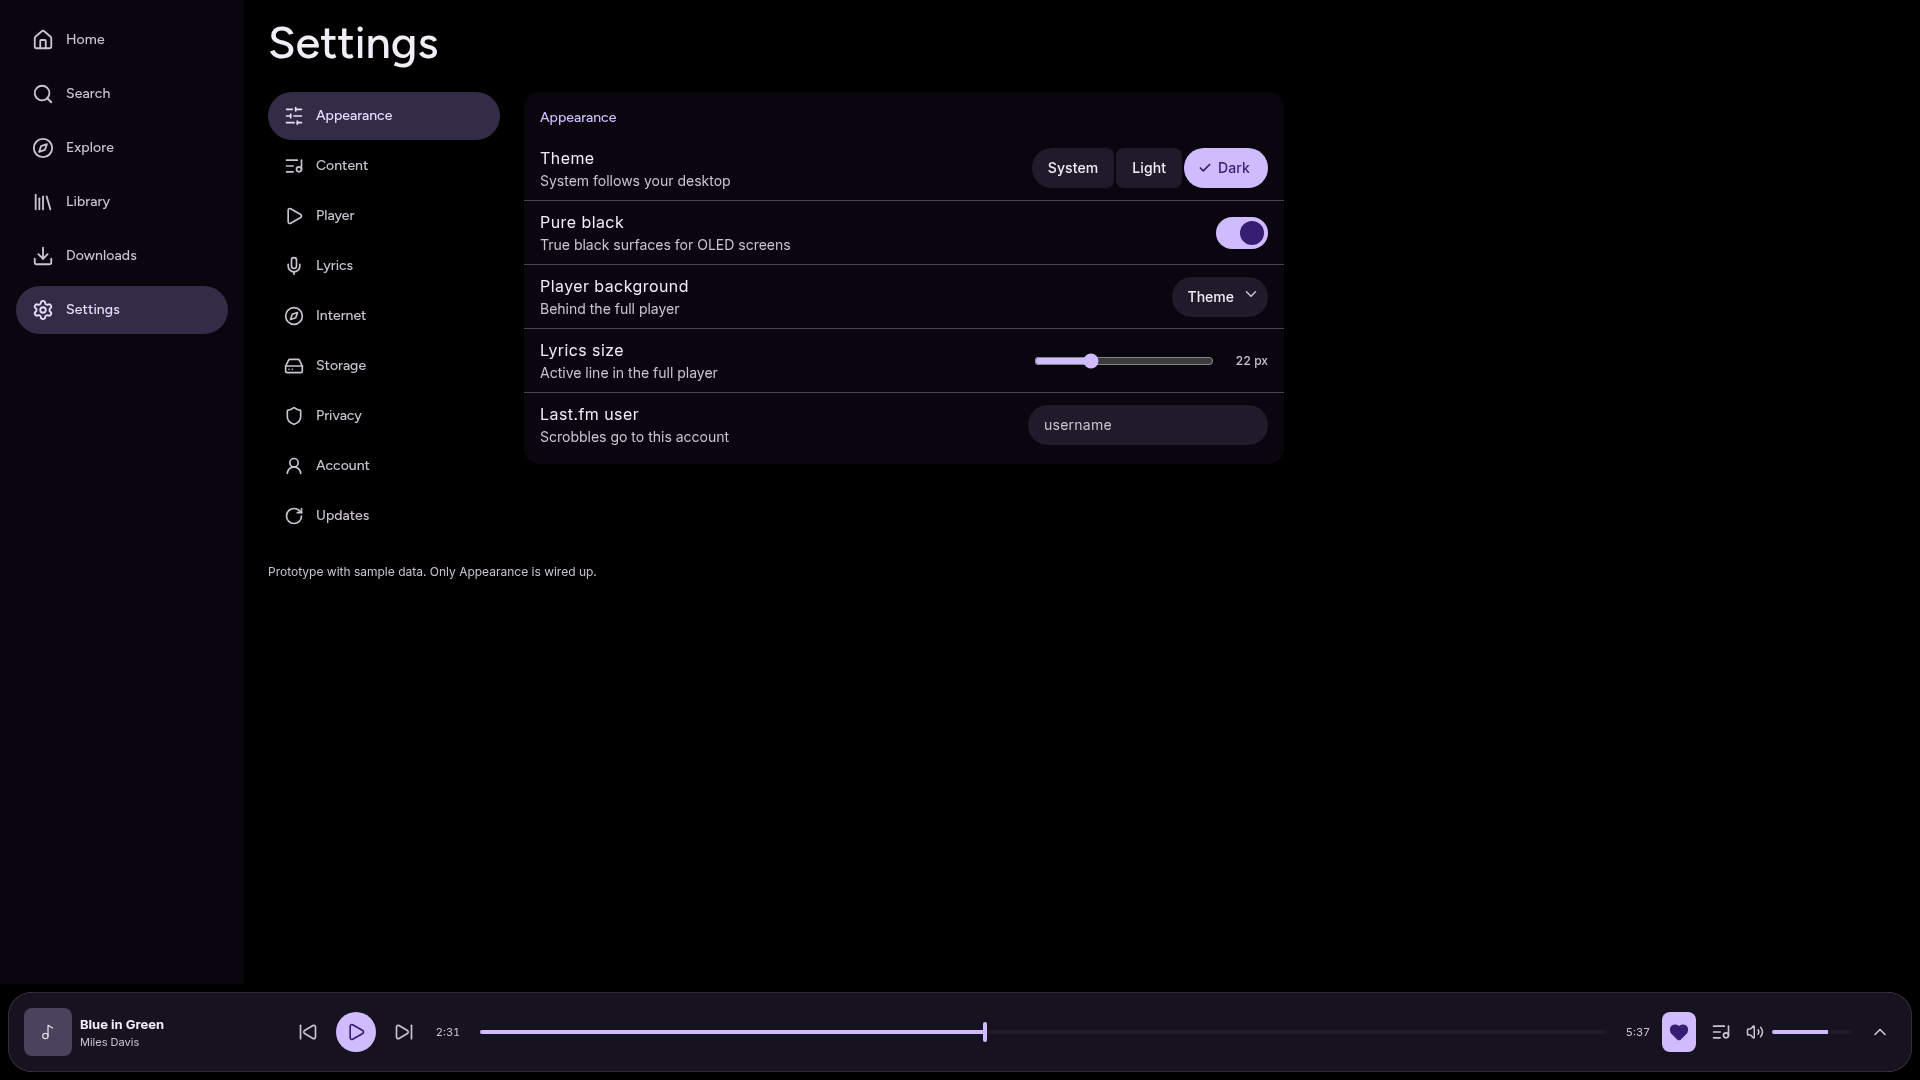 Home
Search
Explore
Library
Downloads
Settings
Settings
Appearance
Content
Player
Lyrics
Internet
Storage
Privacy
Account
Updates
Appearance
Theme
System follows your desktop
System
Light
Dark
Pure black
True black surfaces for OLED screens
Player background
Behind the full player
Theme
Lyrics size
Active line in the full player
22 px
Last.fm user
Scrobbles go to this account
username
Prototype with sample data. Only Appearance is wired up.
Blue in Green
Miles Davis
2:31
5:37